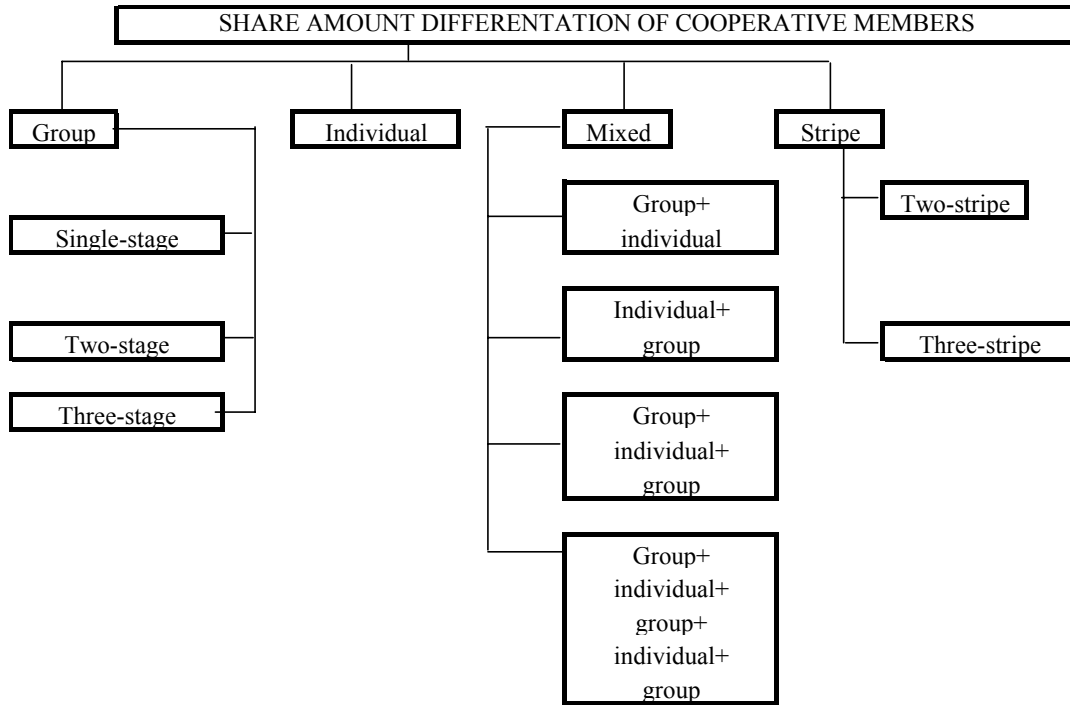 SHARE AMOUNT DIFFERENTATION OF COOPERATIVE MEMBERS
Group
Individual
Mixed
Stripe
Single-stage
Two-stage
Three-stage
Group+
individual
Individual+
group
Group+
individual+
group
Group+
individual+
group+
individual+
group
Two-stripe
Three-stripe